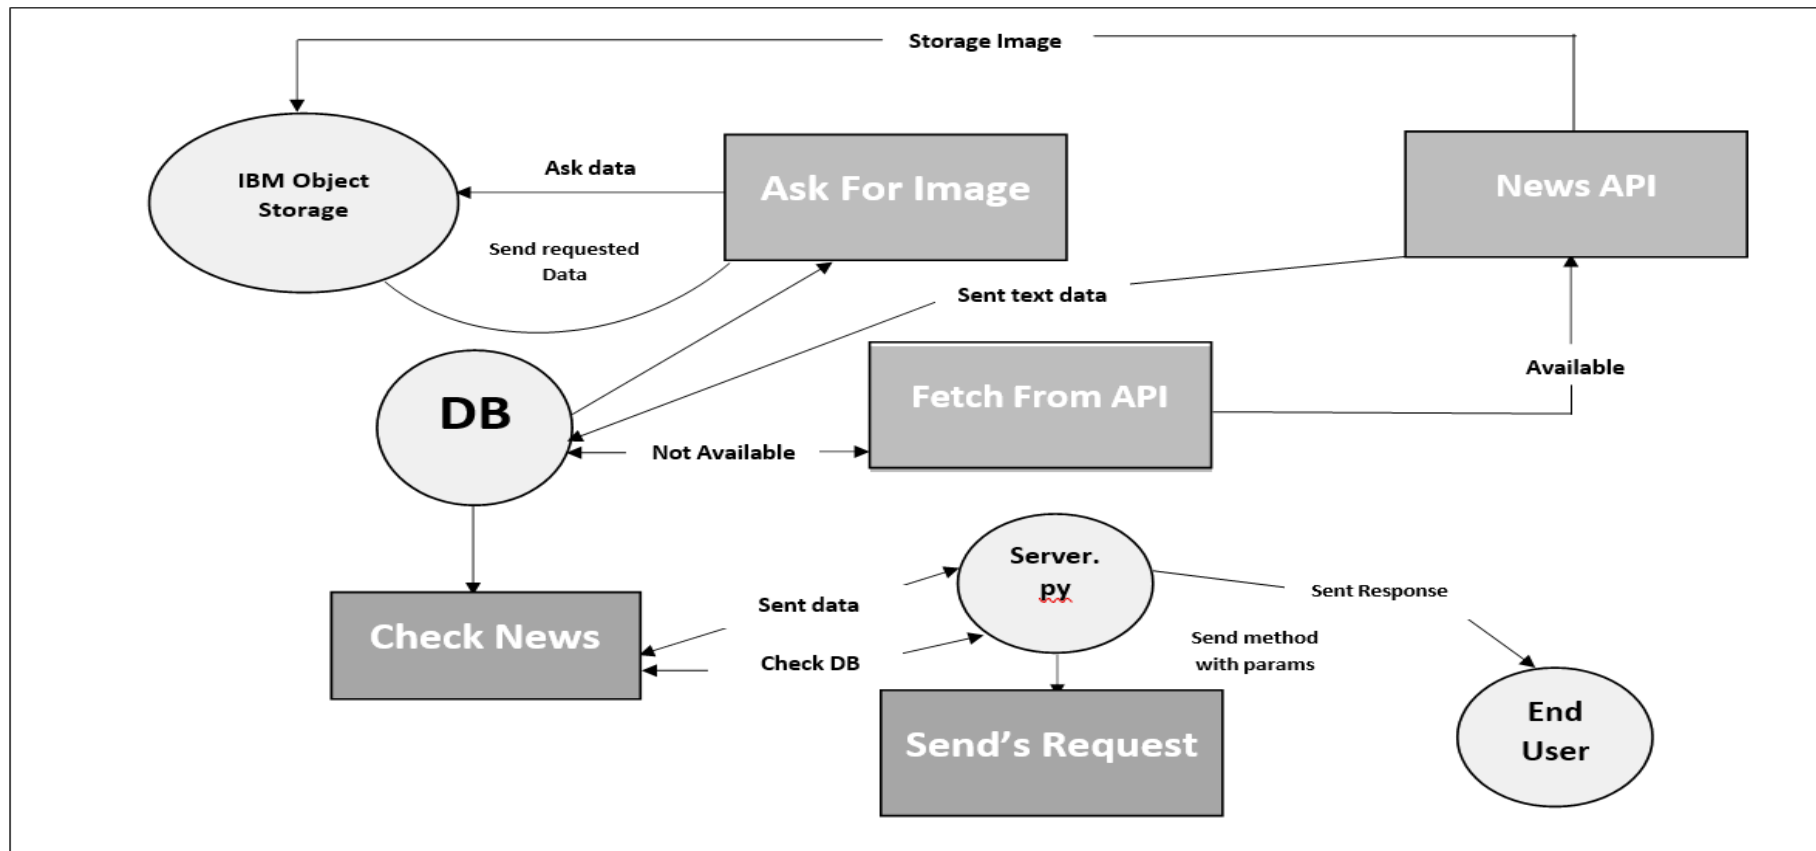 Storage Image
IBM Object
Storage
Ask data
Ask For Image
News API
Send requested
Data
Sent text data
DB
Fetch From API
Available
Not Available
Server.
py
Sent data
Sent Response
Check News
Check DB
Send method
with params
Send’s Request
End
User